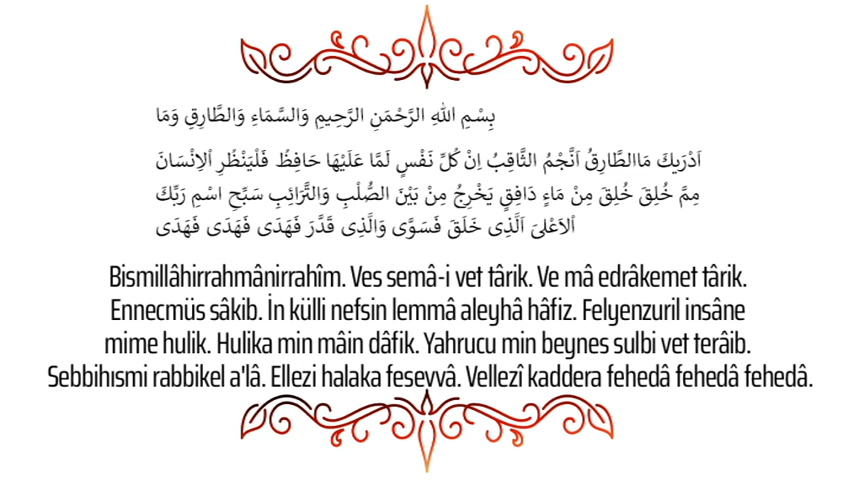 بِسْمِ اللهِ الرَّحْمَنِ الرَّحِيمِ وَالسَّمَاءِ وَالطَّارِقِ وَمَا
اَدْرَيكَ مَاالطَّارِقُ اَنَّجْمُ الثَّاقِبُ اِنْ كُلِّ نَفْسٍ لَمَّا عَلَيْهَا حَافِظٌ فَلْيَنْظُرِ اْلاِنْسَانَ
مِمَّ خُلِقَ خُلِقَ مِنْ مَاءٍ دَافِقٍ يَخْرِجُ مِنْ بَيْنَ الصُّلْبِ وَالتَّرَائِبِ سَبِّحِ اسْمِ رَبِّكَ
اْلاَعْلىَ اَلَّذِى خَلَقَ فَسَوَّى وَالَّذِى قَدَّرَ فَهَدَى فَهَدَى فَهَدَى
Bismillâhirrahmânirrahîm. Ves semâ-i vet târik. Ve mâ edrâkemet târik.
Ennecmüs sâkib. İn külli nefsin lemmâ aleyhâ hâfiz. Felyenzuril insâne
mime hulik. Hulika min mâin dâfik. Yahrucu min beynes sulbi vet terâib.
Sebbihısmi rabbikel a'lâ. Ellezi halaka fesevvâ. Vellezî kaddera fehedâ fehedâ fehedâ.